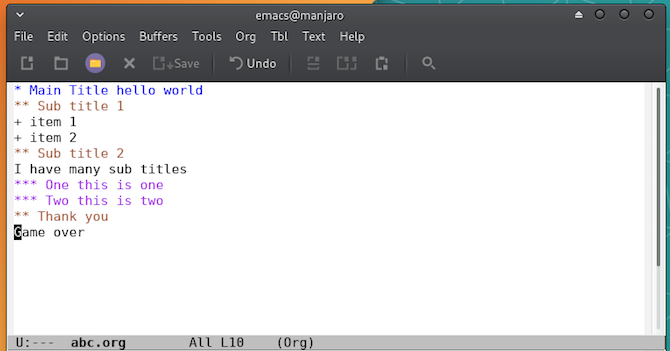 emacs@manjaro
File Edit Options Buffers Tools Org Tbl Text Help
Save Undo
* Main Title hello world
** Sub title 1
+ item 1
+ item 2
** Sub title 2
I have many sub titles
*** One this is one
*** Two this is two
** Thank you
Game over
U:--- abc.org All L10 (Org)